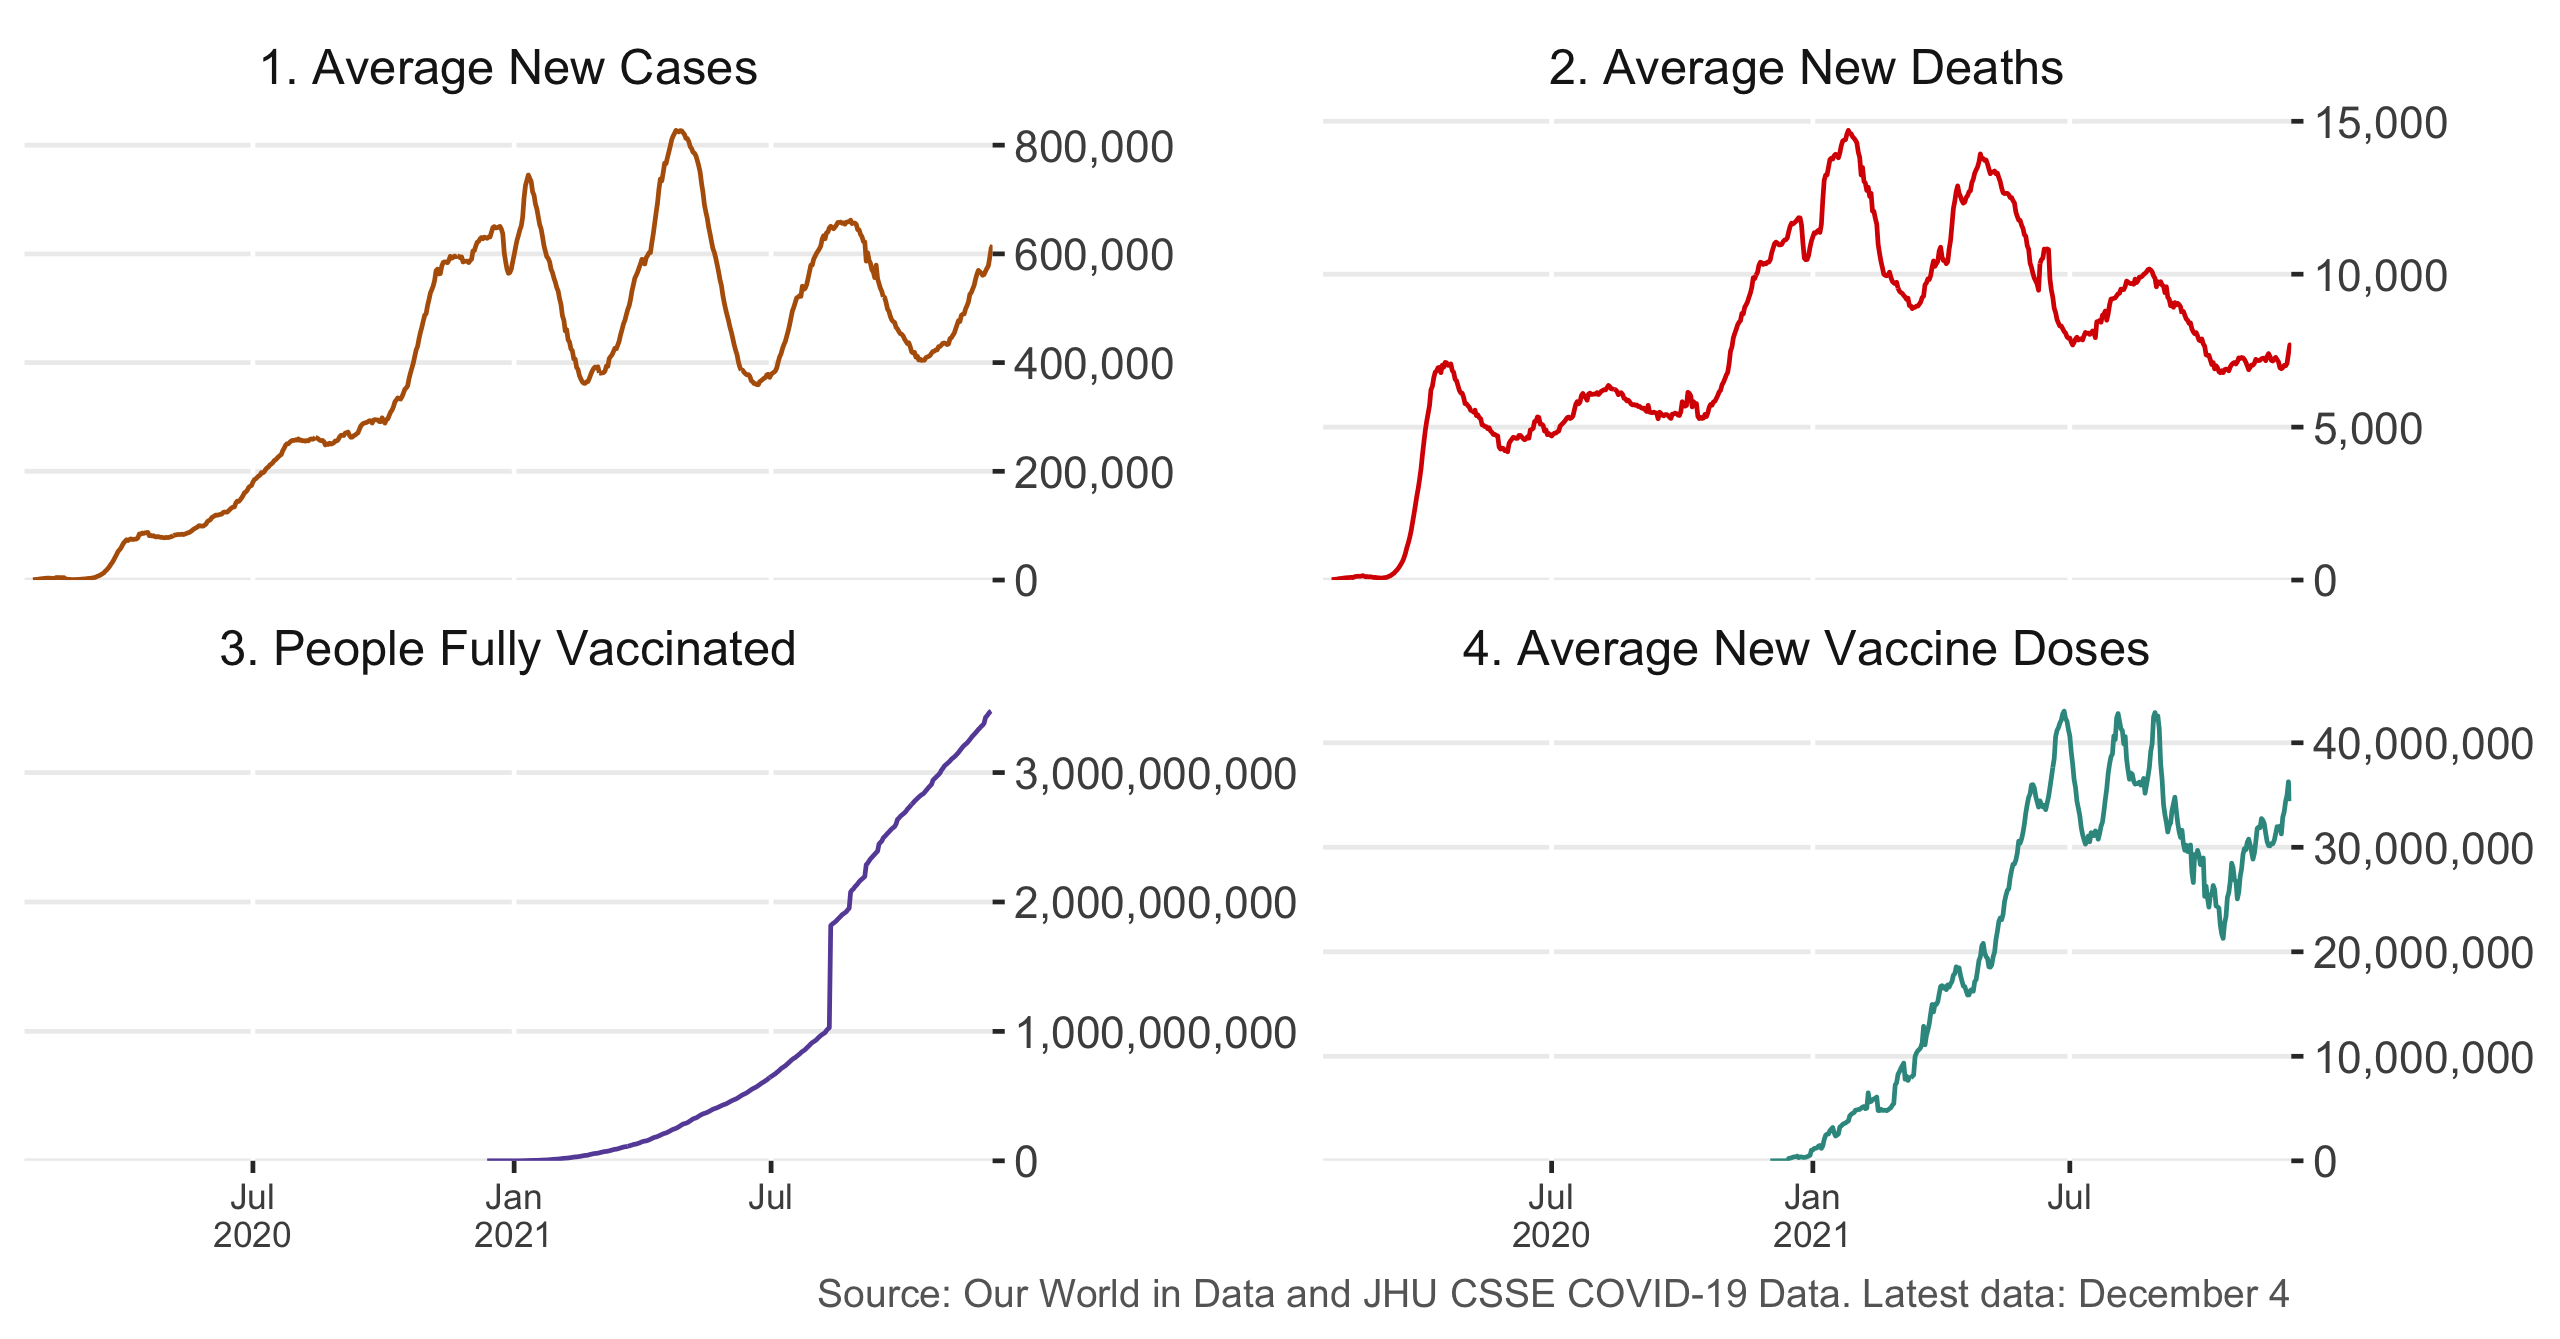 1. Average New Cases
800,000
600,000
400,000
200,000
0
2. Average New Deaths
15,000
10,000
5,000
0
3. People Fully Vaccinated
3,000,000,000
2,000,000,000
1,000,000,000
0
Jul
2020
Jan
2021
Jul
4. Average New Vaccine Doses
40,000,000
30,000,000
20,000,000
10,000,000
0
Jul
2020
Jan
2021
Jul
Source: Our World in Data and JHU CSSE COVID-19 Data. Latest data: December 4